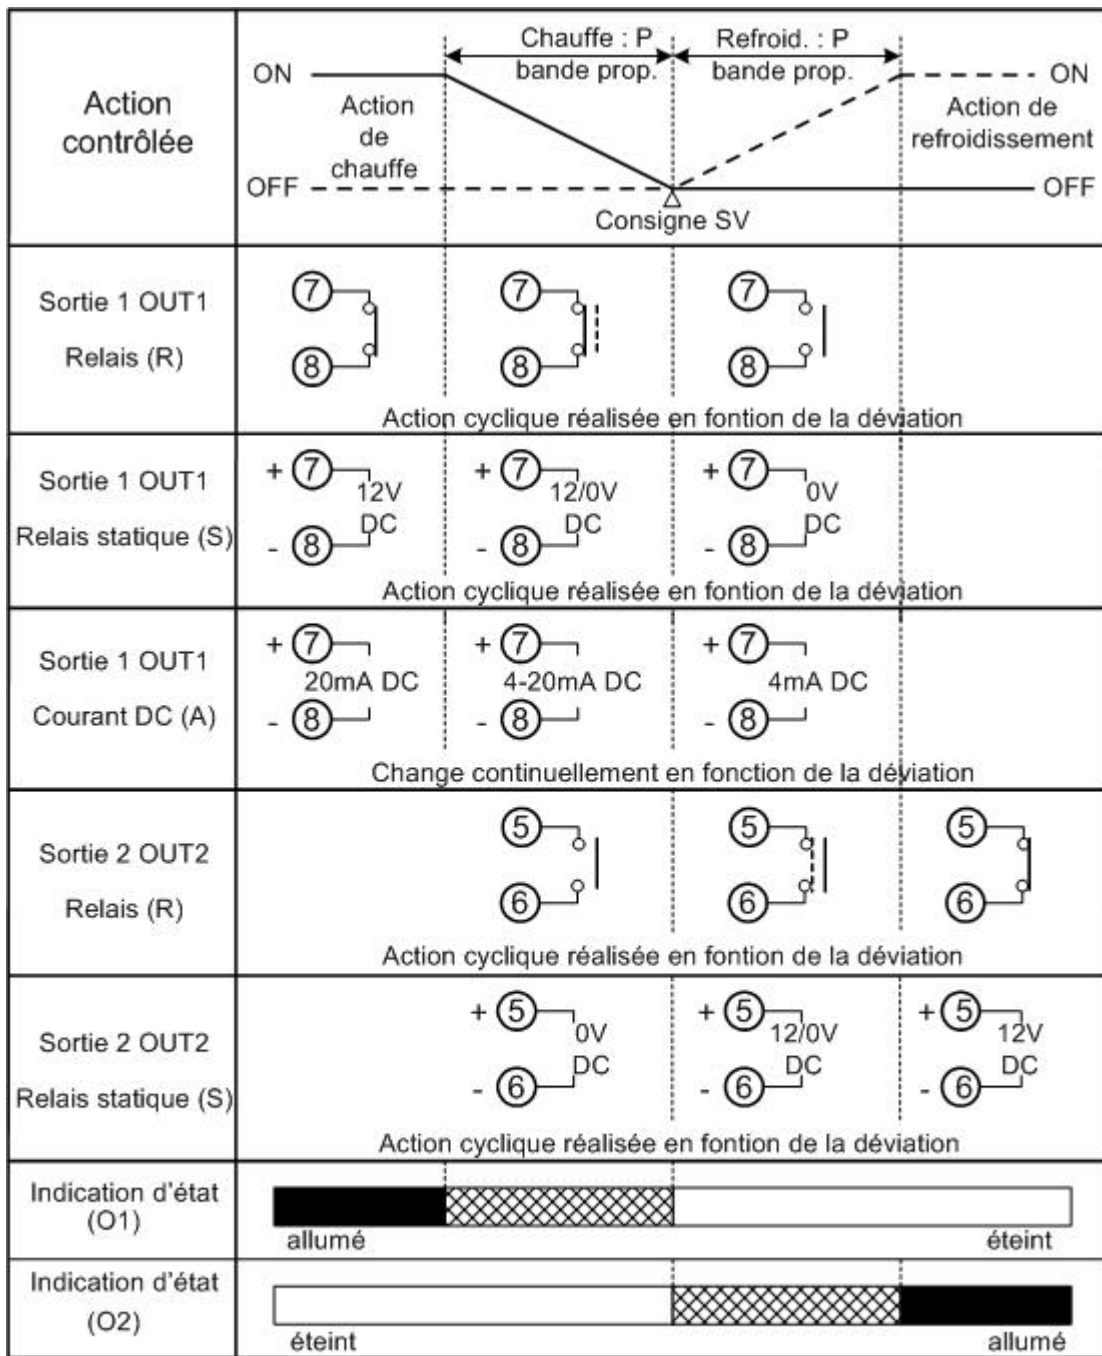 Action
contrôlée
Chauffe : P
bande prop.
Refroid. : P
bande prop.
ON
ON
Action
de
chauffe
Action de
refroidissement
OFF
OFF
Consigne SV
Sortie 1 OUT1
Relais (R)
7
8
7
8
7
8
Action cyclique réalisée en fontion de la déviation
Sortie 1 OUT1
Relais statique (S)
+ 7
12V
DC
- 8
+ 7
12/0V
DC
- 8
+ 7
0V
DC
- 8
Action cyclique réalisée en fontion de la déviation
Sortie 1 OUT1
Courant DC (A)
+ 7
20mA DC
- 8
+ 7
4-20mA DC
- 8
+ 7
4mA DC
- 8
Change continuellement en fonction de la déviation
Sortie 2 OUT2
Relais (R)
5
6
5
6
5
6
Action cyclique réalisée en fontion de la déviation
Sortie 2 OUT2
Relais statique (S)
+ 5
0V
DC
- 6
+ 5
12/0V
DC
- 6
+ 5
12V
DC
- 6
Action cyclique réalisée en fontion de la déviation
Indication d'état
(O1)
allumé
éteint
Indication d'état
(O2)
éteint
allumé